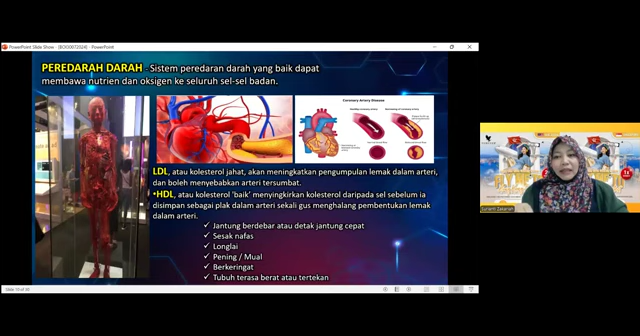 PowerPoint Slide Show - [BOO00072024] - PowerPoint
PEREDARAH DARAH - Sistem peredaran darah yang baik dapat
membawa nutrien dan oksigen ke seluruh sel-sel badan.
Coronary Artery Disease
LDL, atau kolesterol jahat, akan meningkatkan pengumpulan lemak dalam arteri,
dan boleh menyebabkan arteri tersumbat.
•HDL, atau kolesterol 'baik' menyingkirkan kolesterol daripada sel sebelum ia
disimpan sebagai plak dalam arteri sekali gus menghalang pembentukan lemak
dalam arteri.
✓ Jantung berdebar atau detak jantung cepat
✓ Sesak nafas
✓ Longlai
✓ Pening / Mual
✓ Berkeringat
✓ Tubuh terasa berat atau tertekan